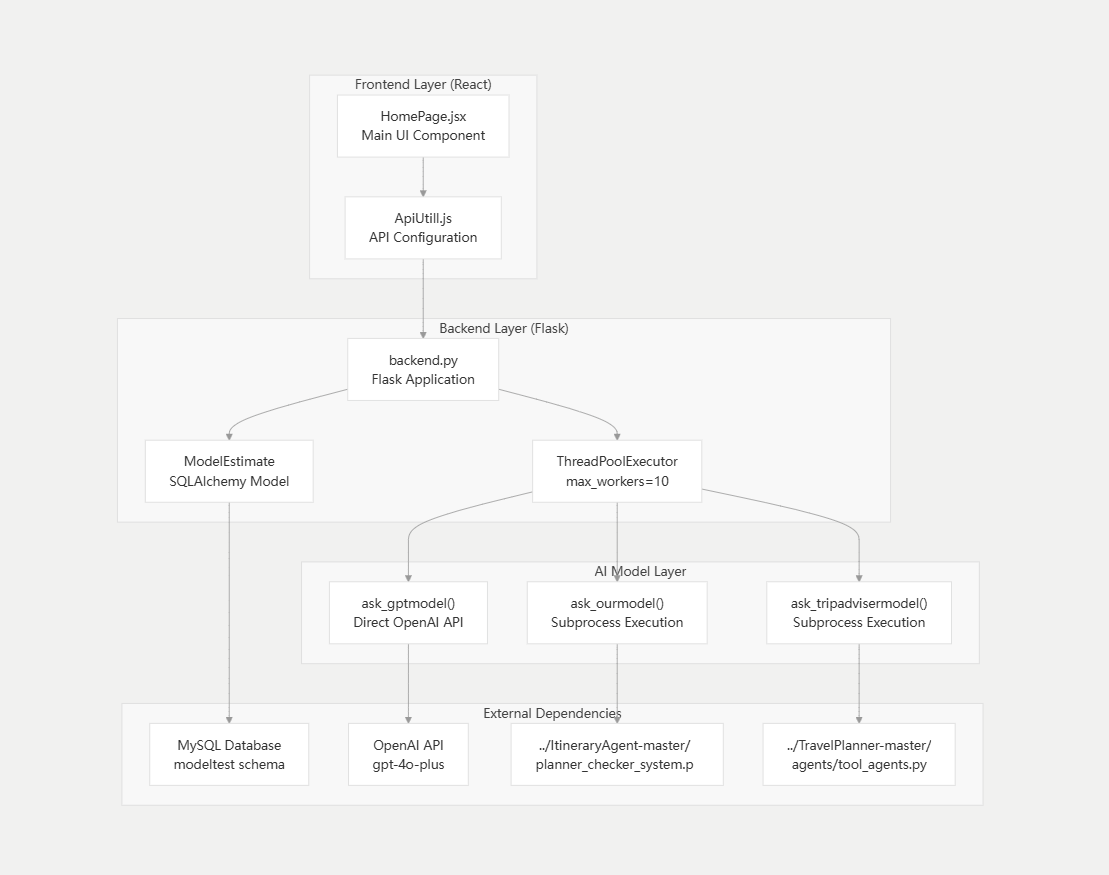 Frontend Layer (React)
HomePage.jsx
Main UI Component
ApiUtill.js
API Configuration
Backend Layer (Flask)
backend.py
Flask Application
ModelEstimate
SQLAlchemy Model
ThreadPoolExecutor
max_workers=10
AI Model Layer
ask_gptmodel()
Direct OpenAI API
ask_ourmodel()
Subprocess Execution
ask_tripadvisermodel()
Subprocess Execution
External Dependencies
MySQL Database
modeltest schema
OpenAI API
gpt-4o-plus
../ItineraryAgent-master/
planner_checker_system.p
../TravelPlanner-master/
agents/tool_agents.py